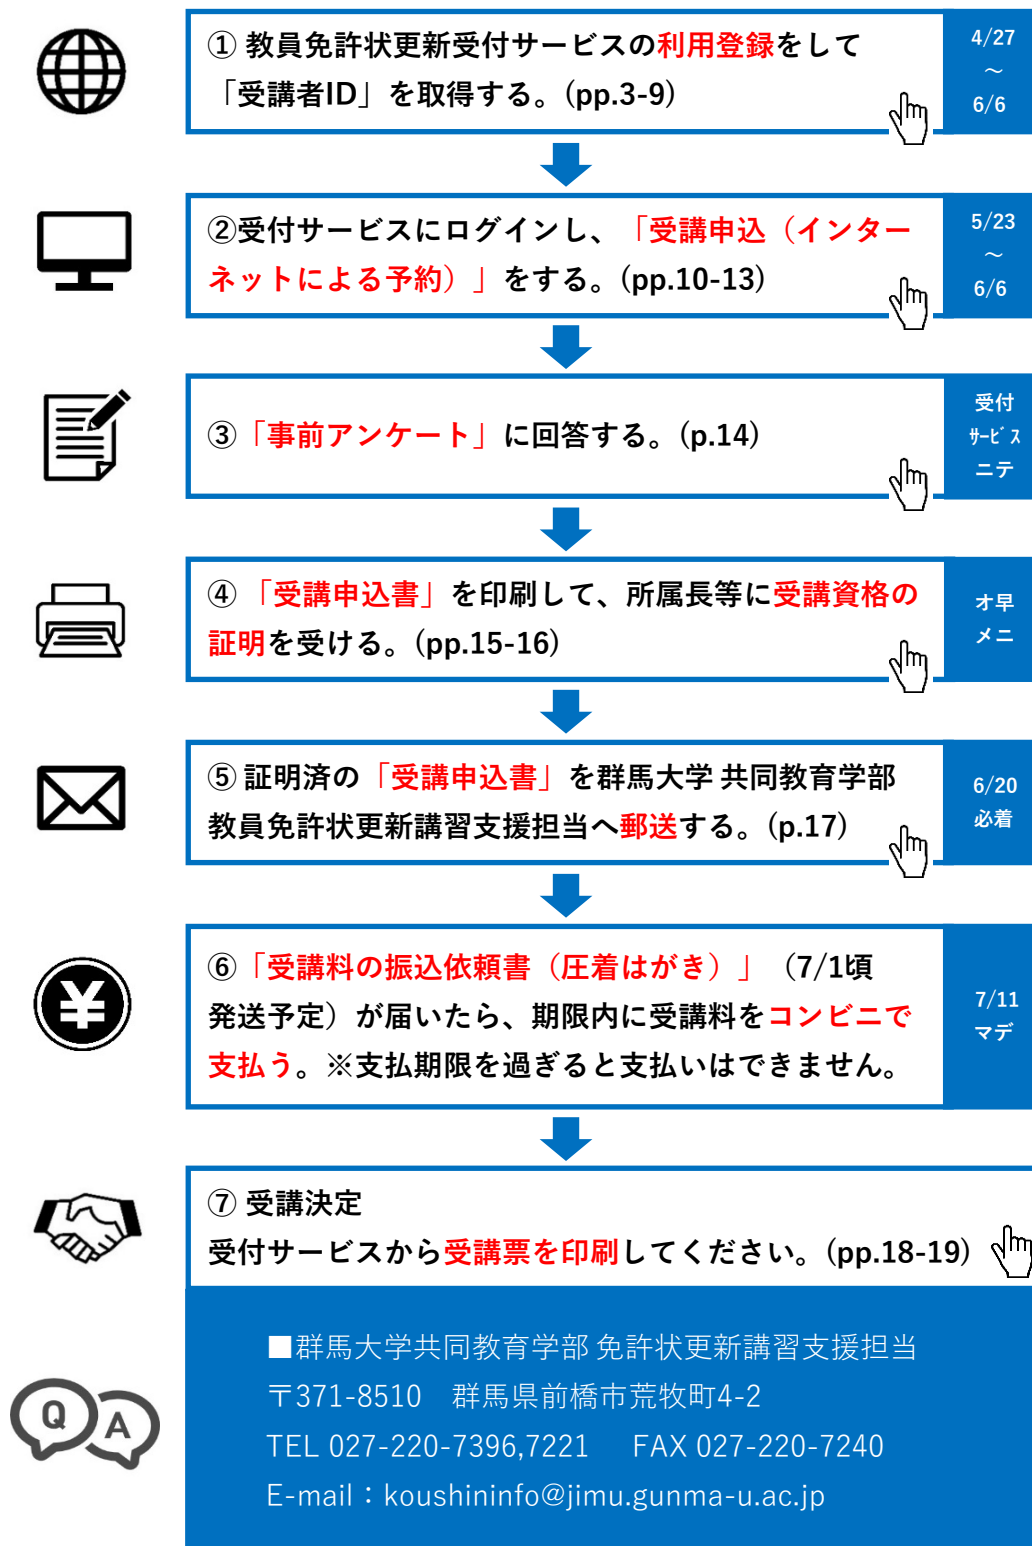 ① 教員免許状更新受付サービスの利用登録をして
「受講者ID」を取得する。(pp.3-9)
4/27
～
6/6
②受付サービスにログインし、「受講申込（インター
ネットによる予約）」をする。(pp.10-13)
5/23
～
6/6
③「事前アンケート」に回答する。(p.14)
受付
ｻｰﾋﾞｽ
ニテ
④ 「受講申込書」を印刷して、所属長等に受講資格の
証明を受ける。(pp.15-16)
オ早
メニ
⑤ 証明済の「受講申込書」を群馬大学 共同教育学部
教員免許状更新講習支援担当へ郵送する。(p.17)
6/20
必着
⑥「受講料の振込依頼書（圧着はがき）」（7/1頃
発送予定）が届いたら、期限内に受講料をコンビニで
支払う。※支払期限を過ぎると支払いはできません。
7/11
マデ
⑦ 受講決定
受付サービスから受講票を印刷してください。(pp.18-19)
Q A
■群馬大学共同教育学部 免許状更新講習支援担当
〒371-8510　群馬県前橋市荒牧町4-2
TEL 027-220-7396,7221　FAX 027-220-7240
E-mail：koushininfo@jimu.gunma-u.ac.jp